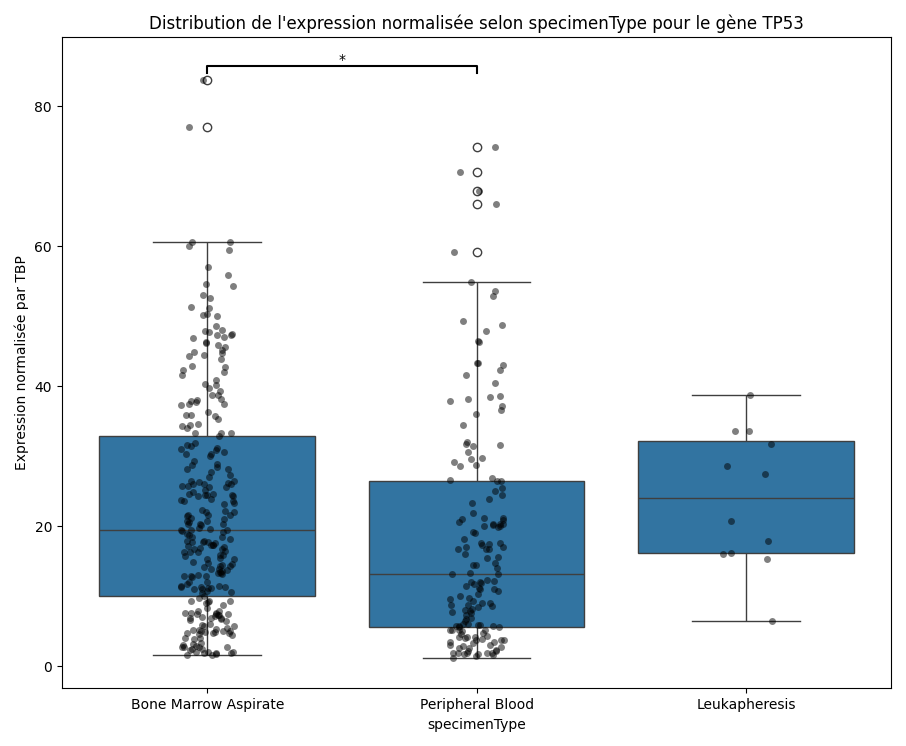 Distribution de l'expression normalisée selon specimenType pour le gène TP53
*
80
60
40
20
0
Expression normalisée par TBP
Bone Marrow Aspirate
Peripheral Blood
Leukapheresis
specimenType